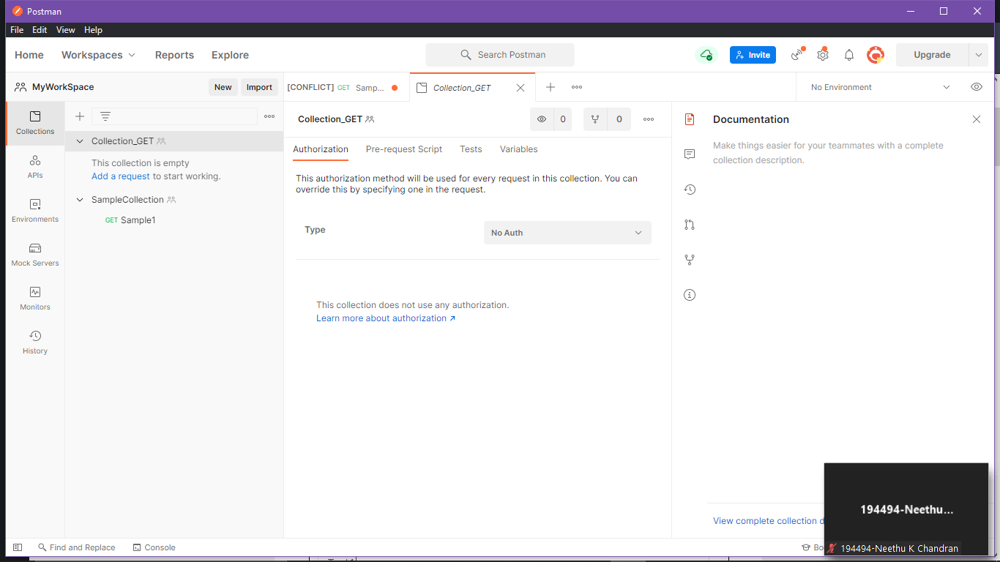 Postman
File Edit View Help
Home Workspaces Reports Explore Search Postman Invite Upgrade
MyWorkSpace New Import [CONFLICT] GET Samp... Collection_GET No Environment
Collections
APIs
Environments
Mock Servers
Monitors
History
Collection_GET
This collection is empty
Add a request to start working.
SampleCollection
GET Sample1
Collection_GET 0 0
Authorization Pre-request Script Tests Variables
This authorization method will be used for every request in this collection. You can
override this by specifying one in the request.
Type No Auth
This collection does not use any authorization.
Learn more about authorization ↗
Documentation
Make things easier for your teammates with a complete
collection description.
View complete collection d
194494-Neethu...
194494-Neethu K Chandran
Find and Replace Console